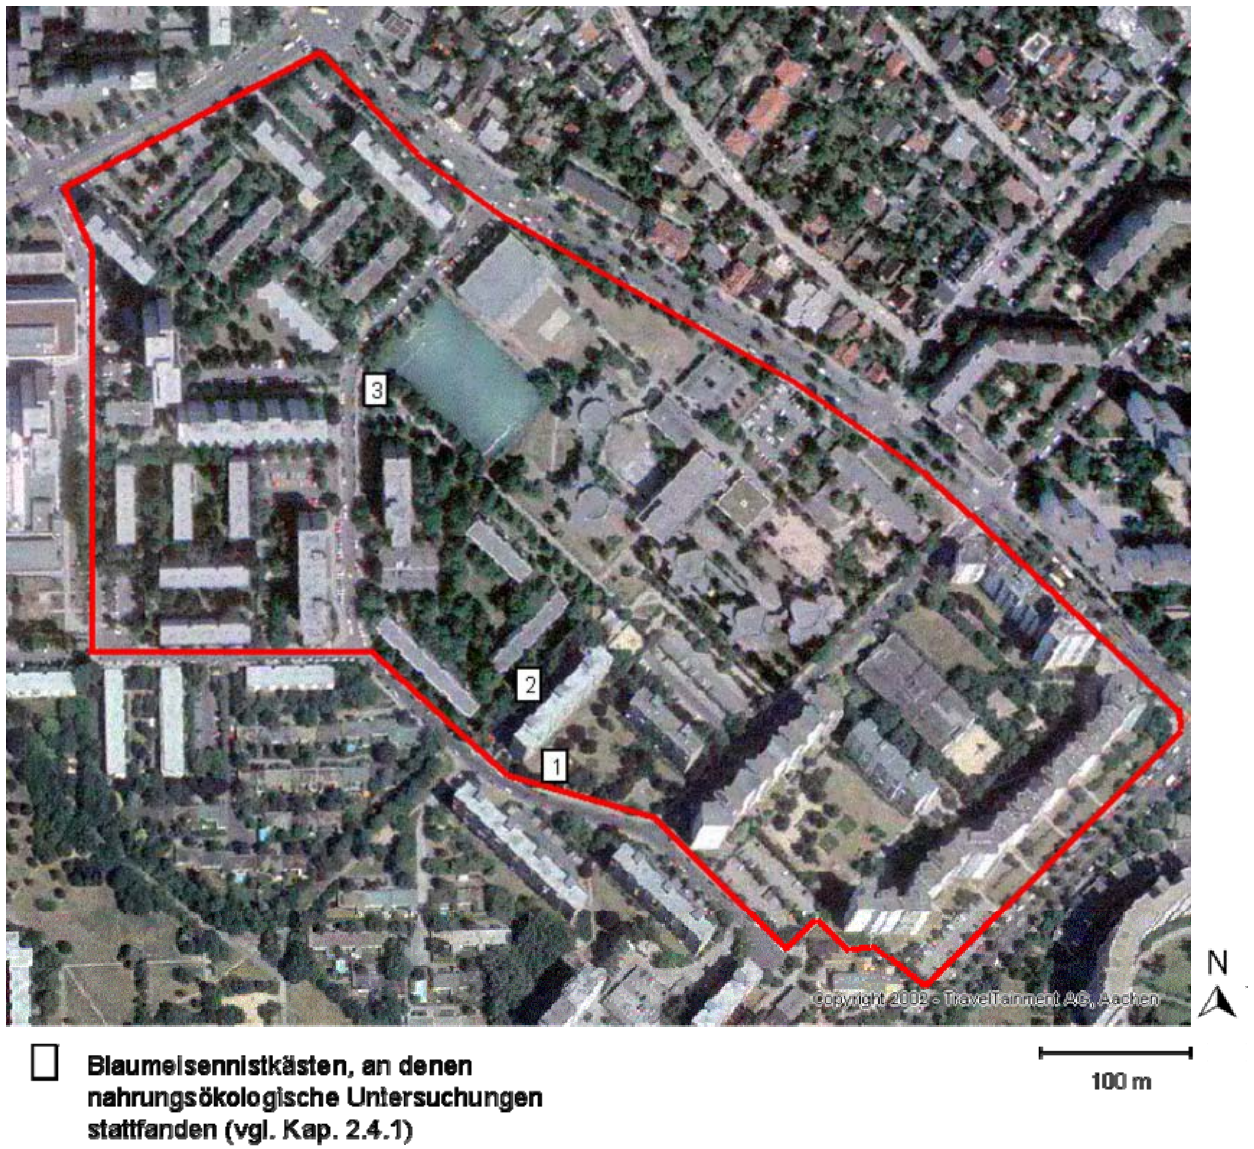 3
2
1
copyright 2002 - TravelTainment AG, Aachen
N
100 m
Blaumeisennistkästen, an denen
nahrungsökologische Untersuchungen
stattfanden (vgl. Kap. 2.4.1)